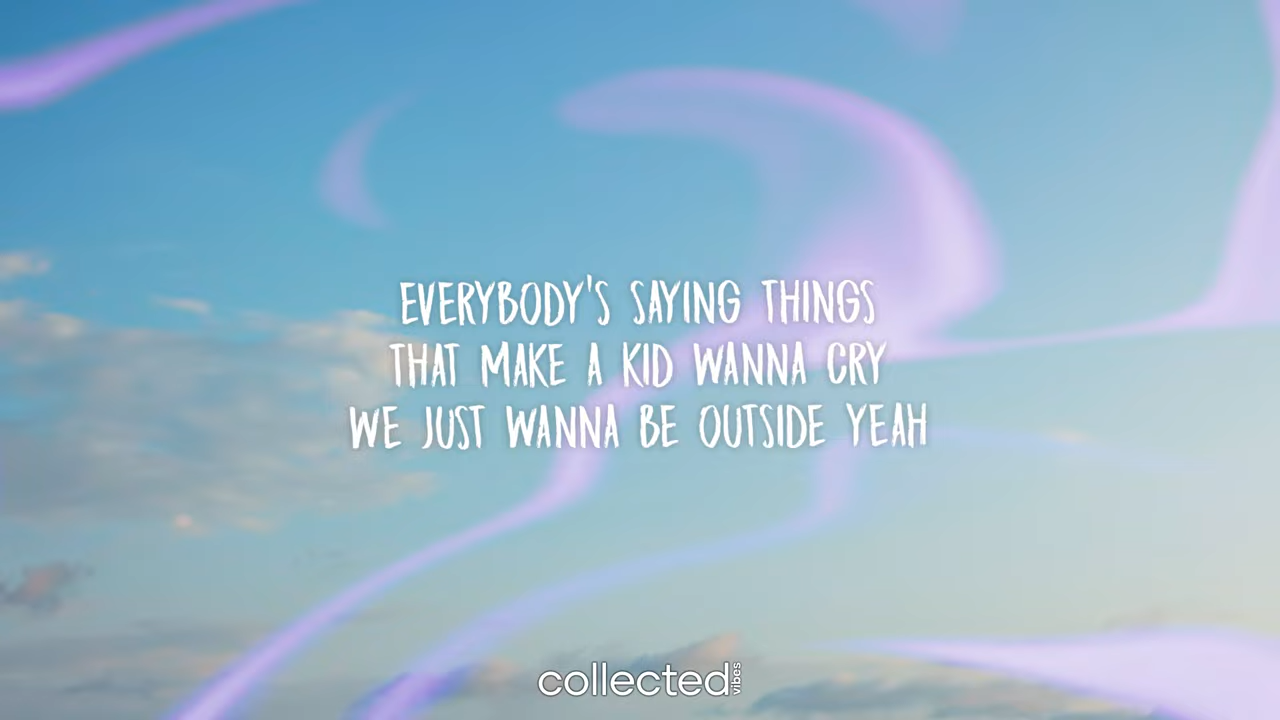 EVERYBODY'S SAYING THINGS
THAT MAKE A KID WANNA CRY
WE JUST WANNA BE OUTSIDE YEAH
collected vibes